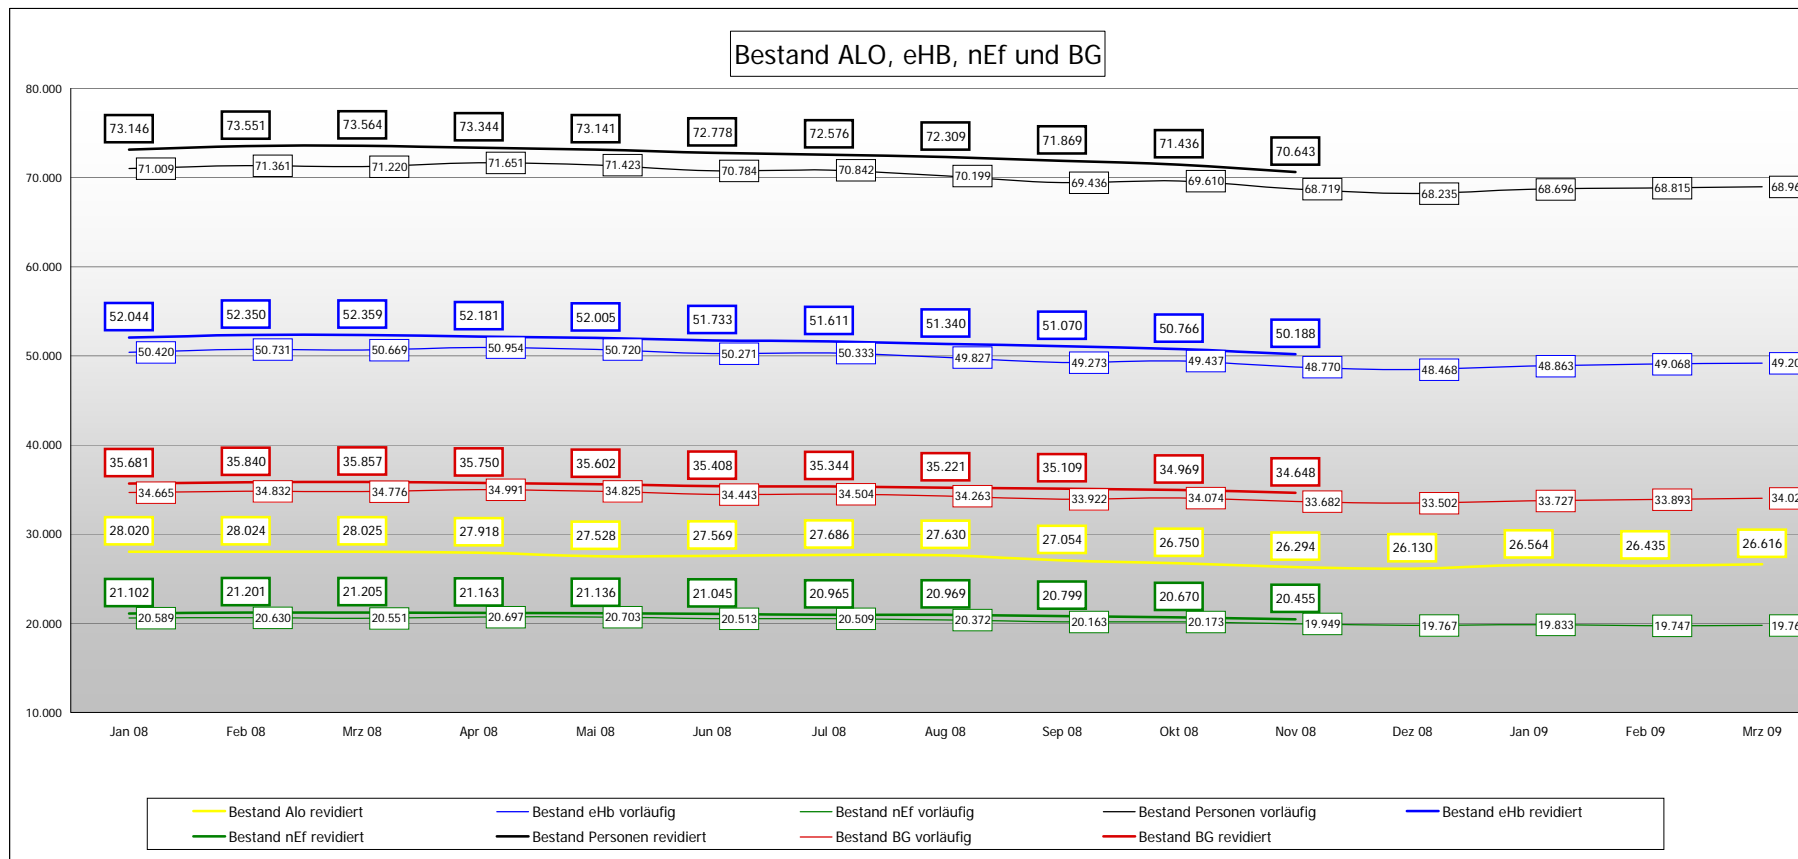 Bestand ALO, eHB, nEf und BG
80.000
73.146 73.551 73.564 73.344 73.141 72.778 72.576 72.309 71.869 71.436 70.643
71.009 71.361 71.220 71.651 71.423 70.784 70.842 70.199 69.436 69.610 68.719 68.235 68.696 68.815 68.96
70.000
60.000
52.044 52.350 52.359 52.181 52.005 51.733 51.611 51.340 51.070 50.766 50.188
50.420 50.731 50.669 50.954 50.720 50.271 50.333 49.827 49.273 49.437 48.770 48.468 48.863 49.068 49.20
50.000
40.000
35.681 35.840 35.857 35.750 35.602 35.408 35.344 35.221 35.109 34.969 34.648
34.665 34.832 34.776 34.991 34.825 34.443 34.504 34.263 33.922 34.074 33.682 33.502 33.727 33.893 34.02
30.000
28.020 28.024 28.025 27.918 27.528 27.569 27.686 27.630 27.054 26.750 26.294 26.130 26.564 26.435 26.616
21.102 21.201 21.205 21.163 21.136 21.045 20.965 20.969 20.799 20.670 20.455
20.589 20.630 20.551 20.697 20.703 20.513 20.509 20.372 20.163 20.173 19.949 19.767 19.833 19.747 19.76
20.000
10.000
Jan 08 Feb 08 Mrz 08 Apr 08 Mai 08 Jun 08 Jul 08 Aug 08 Sep 08 Okt 08 Nov 08 Dez 08 Jan 09 Feb 09 Mrz 09
Bestand Alo revidiert Bestand eHb vorläufig Bestand nEf vorläufig Bestand Personen vorläufig Bestand eHb revidiert
Bestand nEf revidiert Bestand Personen revidiert Bestand BG vorläufig Bestand BG revidiert